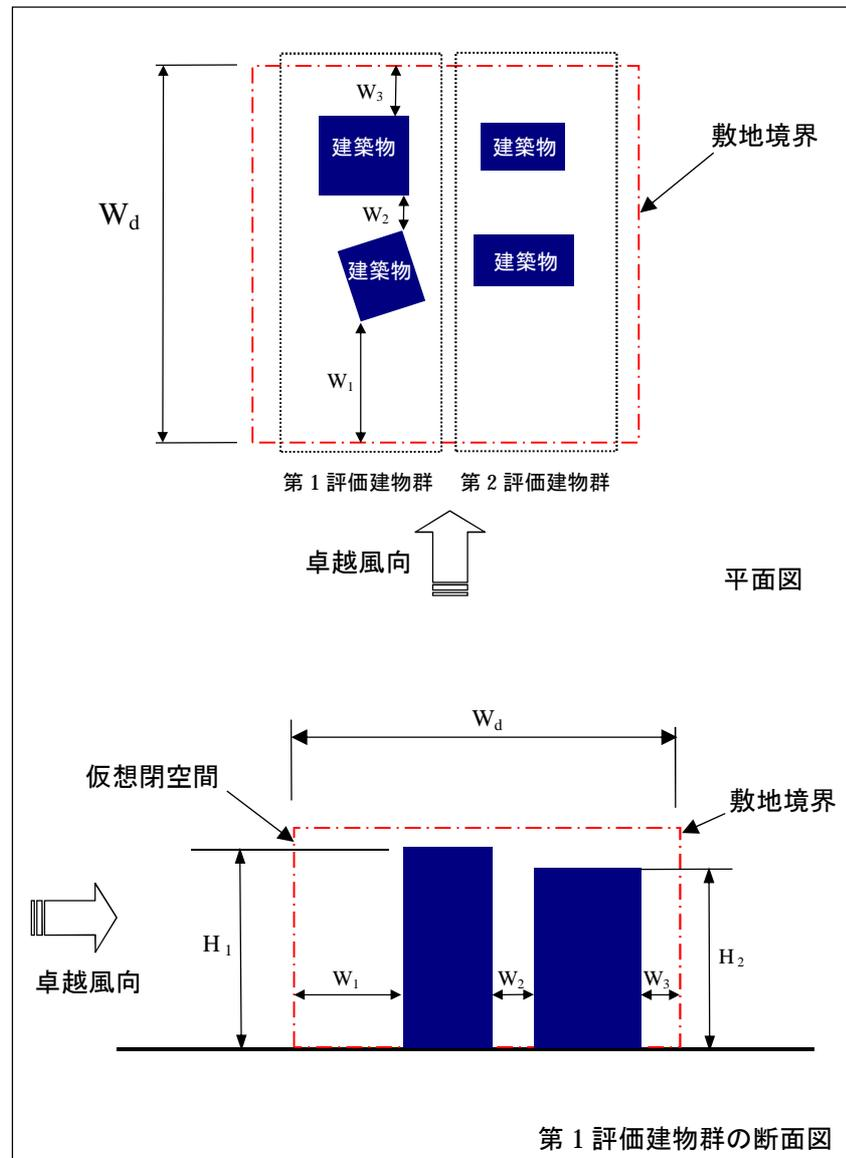 W3
建築物
建築物
敷地境界
Wd
W2
建築物
建築物
W1
第1評価建物群
第2評価建物群
卓越風向
平面図
Wd
仮想閉空間
敷地境界
H1
W1
W2
W3
H2
卓越風向
第1評価建物群の断面図